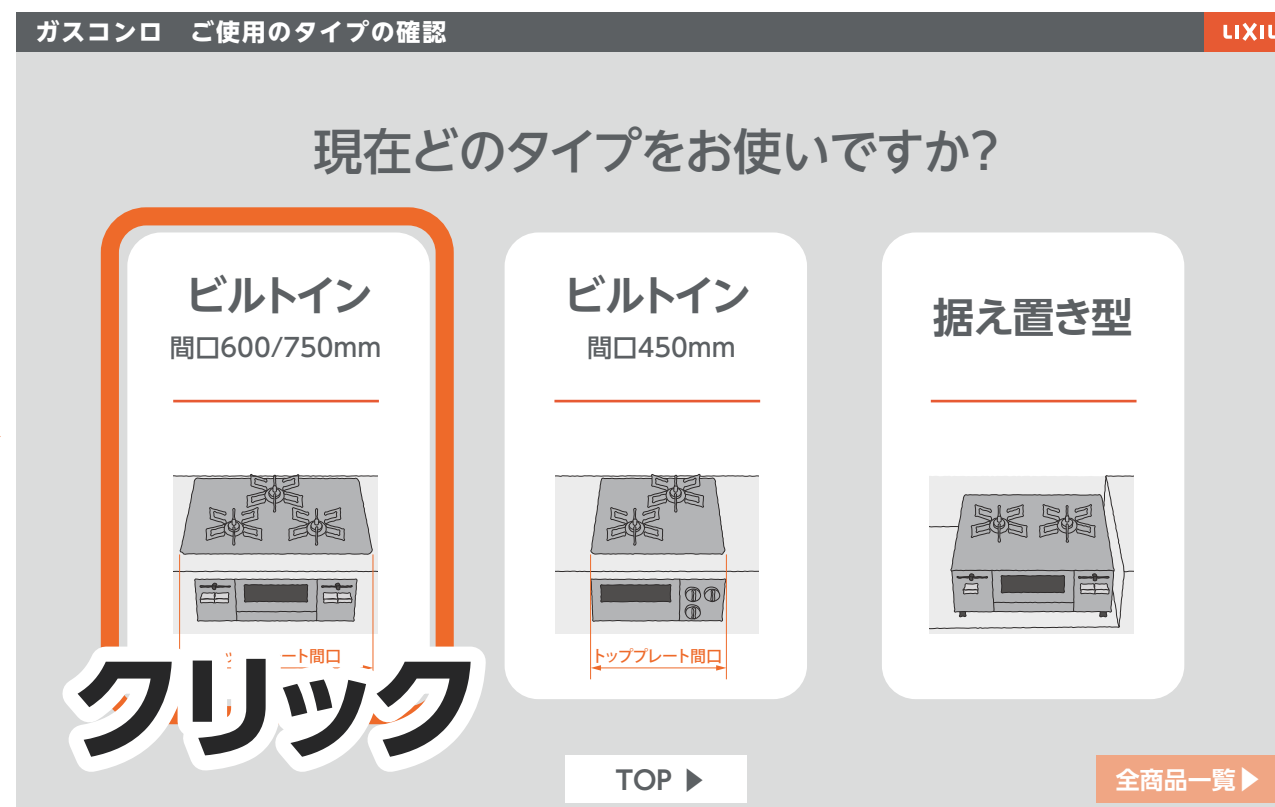 ガスコンロ ご使用のタイプの確認
LIXIL
現在どのタイプをお使いですか?
ビルトイン
間口600/750mm
ート間口
クリック
ビルトイン
間口450mm
トッププレート間口
据え置き型
TOP ▶
全商品一覧▶